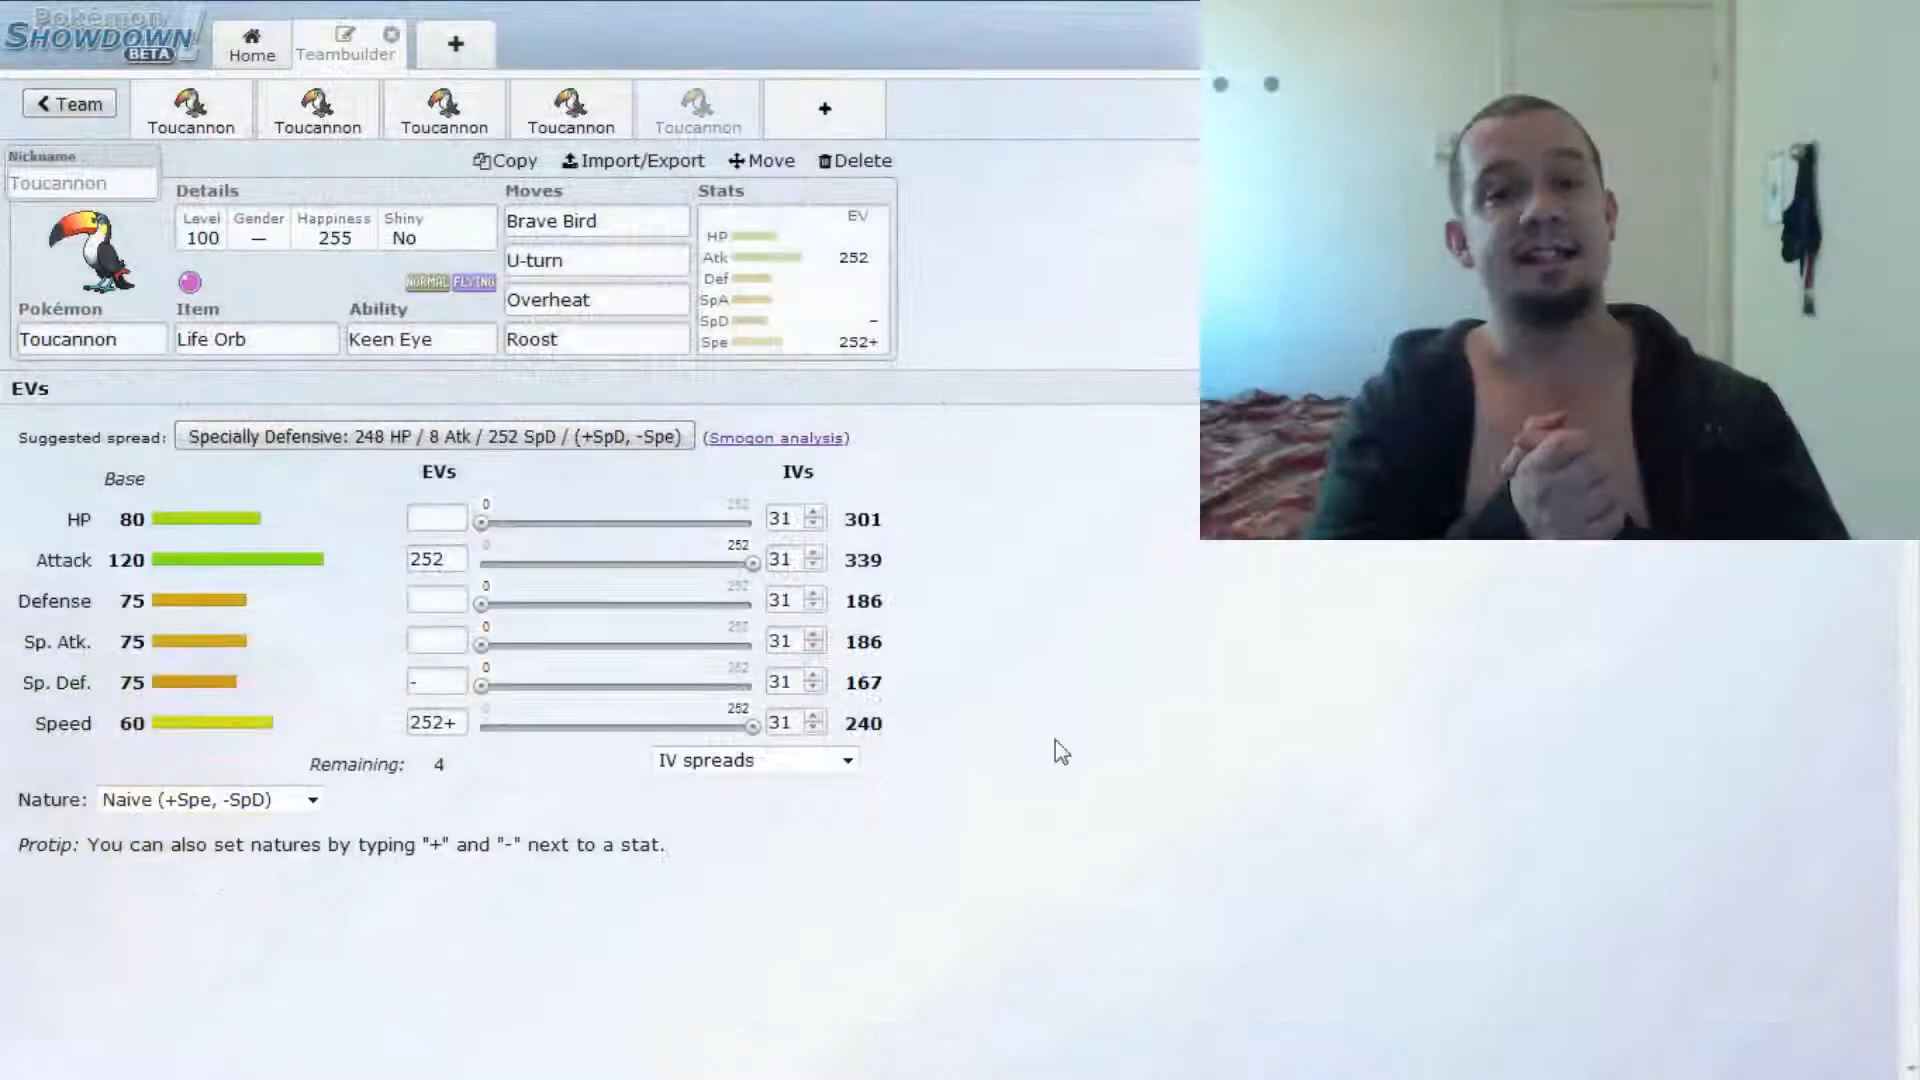 Pokémon
SHOWDOWN
BETA
Home
Teambuilder
+
< Team
Toucannon
Toucannon
Toucannon
Toucannon
Toucannon
+
Nickname
Toucannon
Copy Import/Export Move Delete
Details
Level Gender Happiness Shiny
100 — 255 No
NORMAL FLYING
Pokémon Item Ability
Toucannon Life Orb Keen Eye
Moves
Brave Bird
U-turn
Overheat
Roost
Stats
EV
HP
Atk 252
Def
SpA
SpD –
Spe 252+
EVs
Suggested spread: Specially Defensive: 248 HP / 8 Atk / 252 SpD / (+SpD, -Spe) (Smogon analysis)
Base EVs IVs
HP 80 0 252 31 301
Attack 120 252 0 252 31 339
Defense 75 0 252 31 186
Sp. Atk. 75 0 252 31 186
Sp. Def. 75 - 0 252 31 167
Speed 60 252+ 0 252 31 240
Remaining: 4 IV spreads
Nature: Naive (+Spe, -SpD)
Protip: You can also set natures by typing "+" and "-" next to a stat.